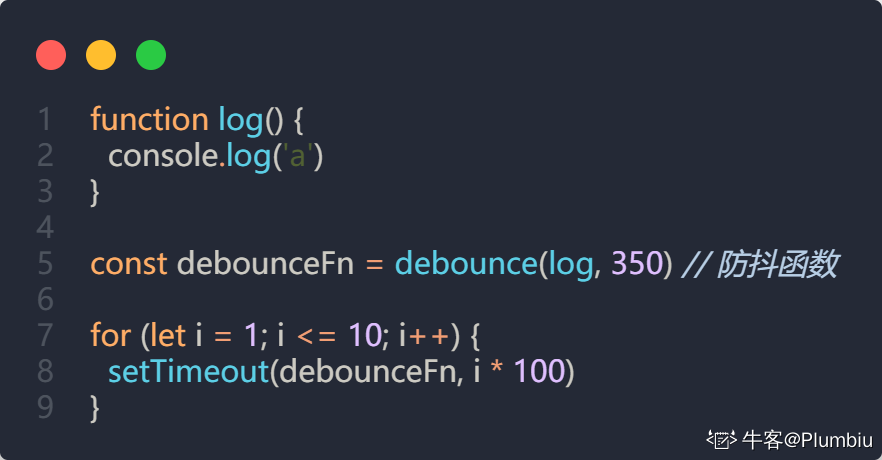 1 function log() {
2   console.log('a')
3 }
4
5 const debounceFn = debounce(log, 350) // 防抖函数
6
7 for (let i = 1; i <= 10; i++) {
8   setTimeout(debounceFn, i * 100)
9 }
牛客@Plumbiu